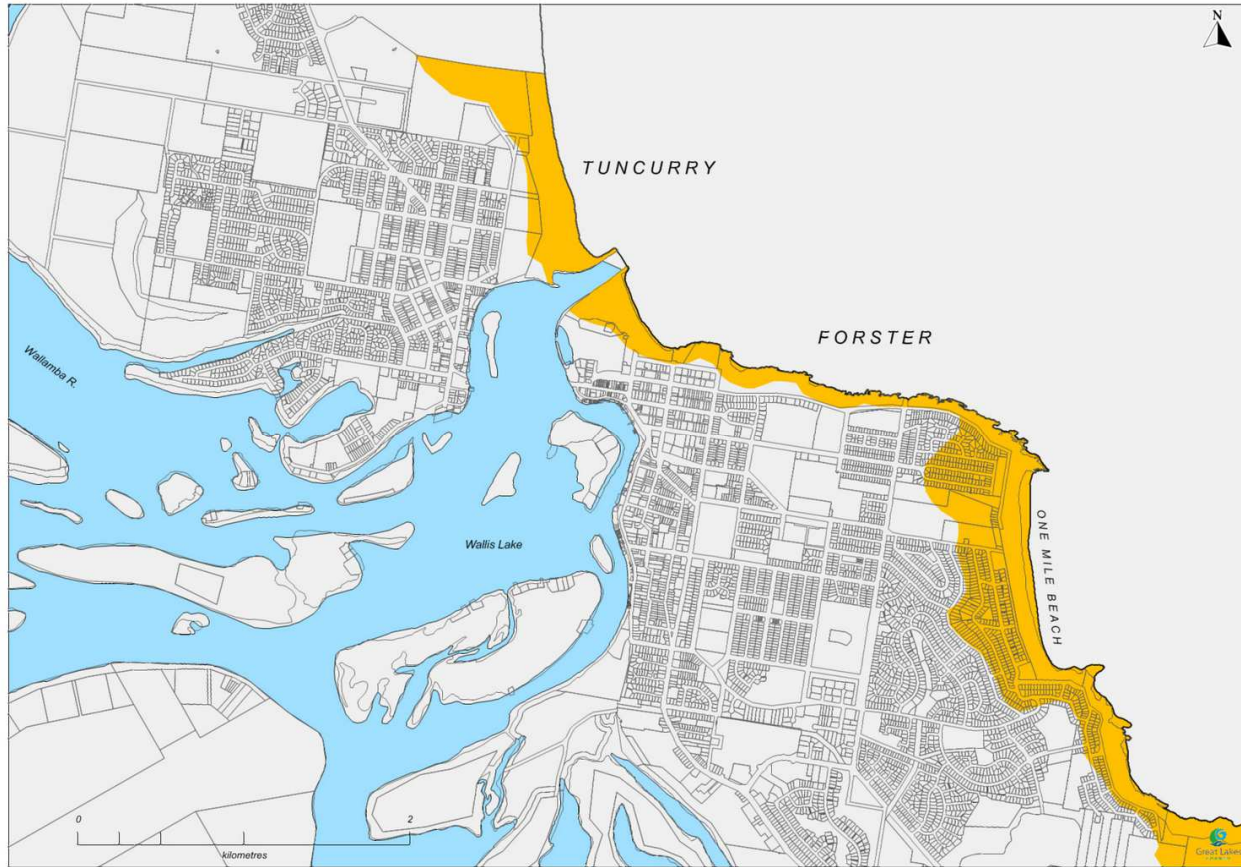 N
TUNCURRY
FORSTER
Wallamba R.
ONE MILE BEACH
Wallis Lake
0 2
kilometres
Great Lakes